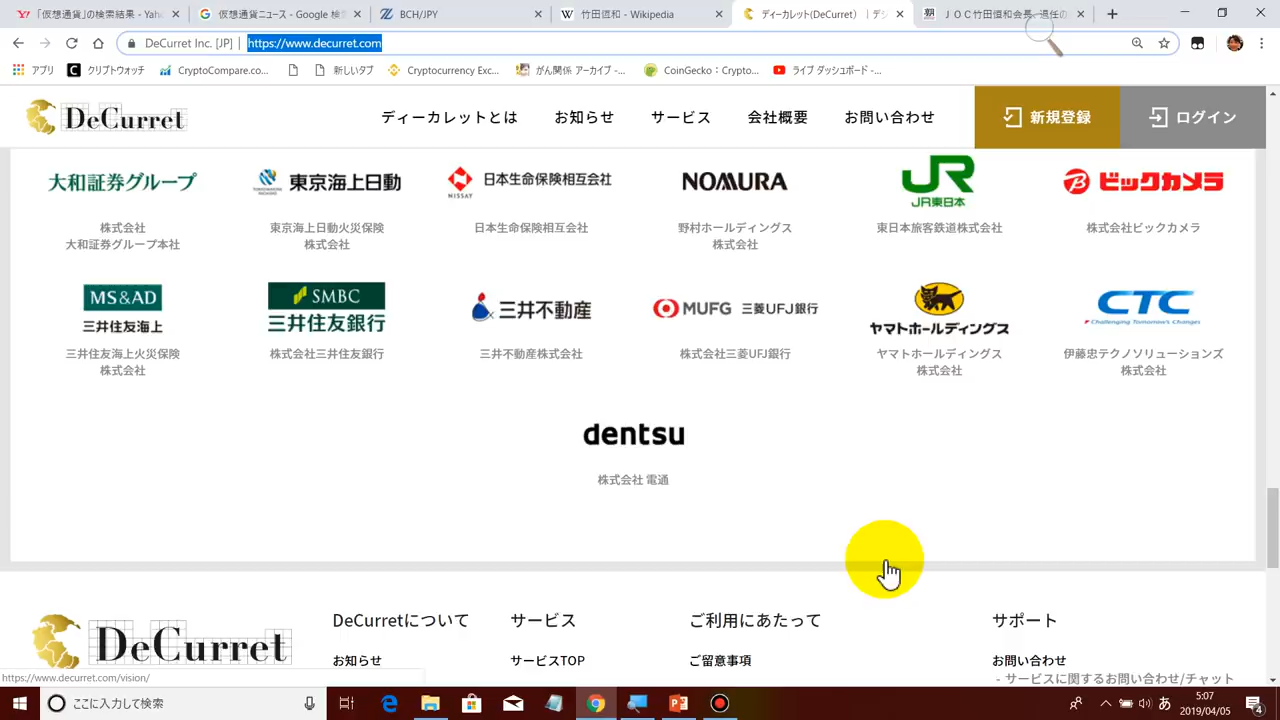 「仮想通貨」の検索結果 - Yah
仮想通貨ニュース - Google 検
BCH/JPY
竹田恆和 - Wikipedia
ディーカレット(DeCurret)｜デジ
ＪＯＣ竹田恒和会長 退任の
DeCurret Inc. [JP] | https://www.decurret.com
アプリ
クリプトウォッチ
CryptoCompare.co...
新しいタブ
Cryptocurrency Exc...
がん関係 アーカイブ -...
CoinGecko：Cryptoc...
ライブ ダッシュボード -...
DeCurret
ディーカレットとは
お知らせ
サービス
会社概要
お問い合わせ
新規登録
ログイン
大和証券グループ
東京海上日動
NISSAY
日本生命保険相互会社
NOMURA
JR東日本
ビックカメラ
株式会社
大和証券グループ本社
東京海上日動火災保険
株式会社
日本生命保険相互会社
野村ホールディングス
株式会社
東日本旅客鉄道株式会社
株式会社ビックカメラ
MS&AD
三井住友海上
SMBC
三井住友銀行
三井不動産
MUFG 三菱UFJ銀行
ヤマトホールディングス
CTC
Challenging Tomorrow's Changes
三井住友海上火災保険
株式会社
株式会社三井住友銀行
三井不動産株式会社
株式会社三菱UFJ銀行
ヤマトホールディングス
株式会社
伊藤忠テクノソリューションズ
株式会社
dentsu
株式会社 電通
DeCurret
DeCurretについて
サービス
ご利用にあたって
サポート
お知らせ
サービスTOP
ご留意事項
お問い合わせ
- サービスに関するお問い合わせ/チャット
https://www.decurret.com/vision/
ここに入力して検索
あ
5:07
2019/04/05
4